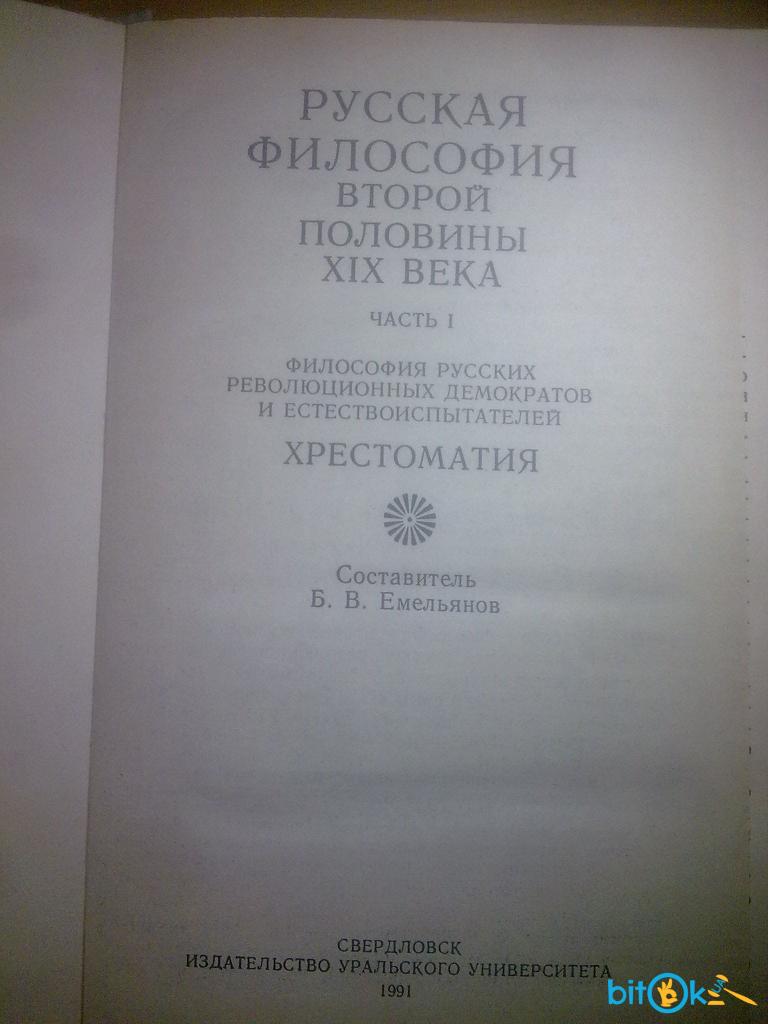 РУССКАЯ
ФИЛОСОФИЯ
ВТОРОЙ
ПОЛОВИНЫ
XIX ВЕКА
ЧАСТЬ I
ФИЛОСОФИЯ РУССКИХ
РЕВОЛЮЦИОННЫХ ДЕМОКРАТОВ
И ЕСТЕСТВОИСПЫТАТЕЛЕЙ
ХРЕСТОМАТИЯ
Составитель
Б. В. Емельянов
СВЕРДЛОВСК
ИЗДАТЕЛЬСТВО УРАЛЬСКОГО УНИВЕРСИТЕТА
1991
bitOk UA